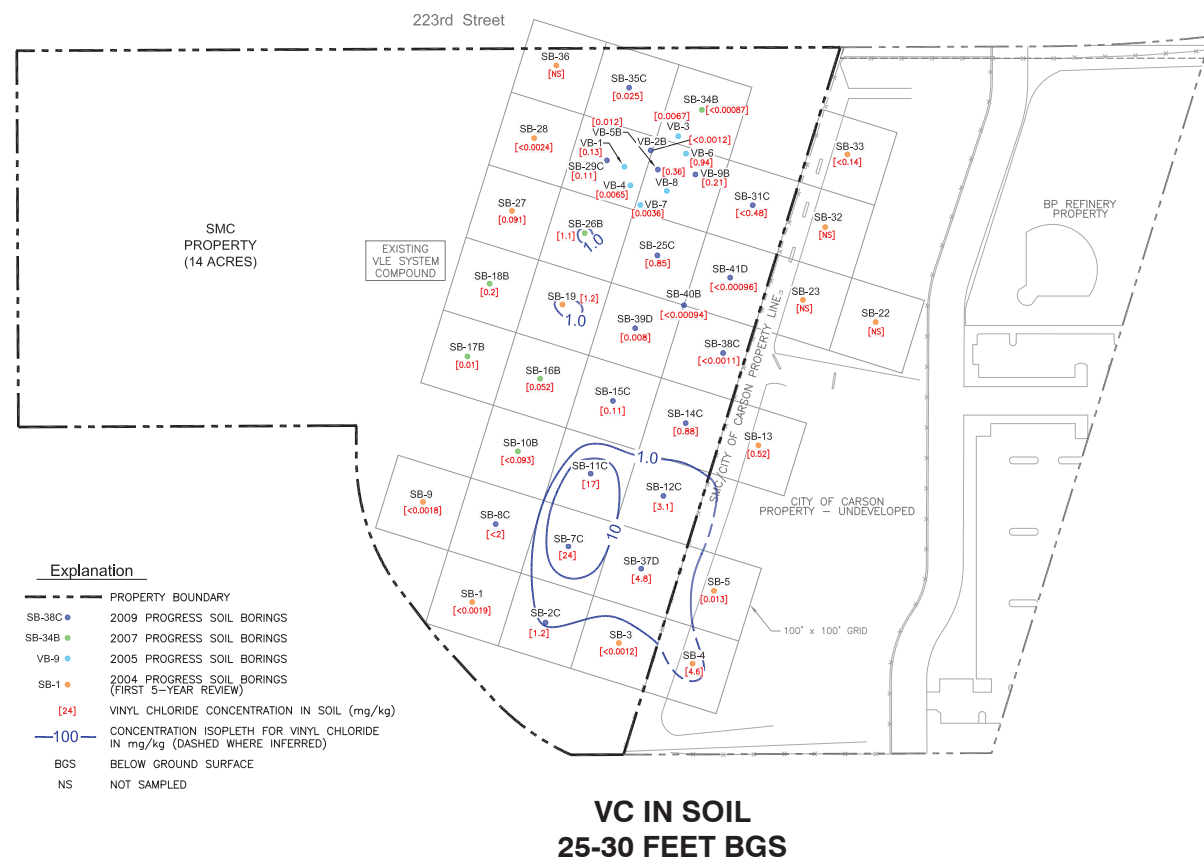 223rd Street
SB-36
[NS]
SB-35C
[0.025]
SB-34B
[<0.00087]
[0.0067]
VB-3
[0.012]
VB-5B
VB-2B
[<0.0012]
SB-28
[<0.0024]
VB-1
[0.13]
VB-6
[0.94]
SB-29C
[0.11]
[0.36]
VB-9B
[0.21]
VB-4
[0.0065]
VB-8
VB-7
[0.0036]
SB-31C
[<0.48]
SB-33
[<0.14]
SB-32
[NS]
SB-27
[0.091]
SB-26B
[1.1]
1.0
SMC
PROPERTY
(14 ACRES)
EXISTING
VLE SYSTEM
COMPOUND
BP REFINERY
PROPERTY
SB-25C
[0.85]
SB-41D
[<0.00096]
SB-18B
[0.2]
SB-19
[1.2]
1.0
SB-40B
[<0.00094]
SB-23
[NS]
SB-22
[NS]
SB-39D
[0.008]
SB-38C
[<0.0011]
SMC/CITY OF CARSON PROPERTY LINE
SB-17B
[0.01]
SB-16B
[0.052]
SB-15C
[0.11]
SB-14C
[0.88]
SB-13
[0.52]
SB-10B
[<0.093]
1.0
SB-11C
[17]
SB-12C
[3.1]
CITY OF CARSON
PROPERTY – UNDEVELOPED
SB-9
[<0.0018]
SB-8C
[<2]
10
SB-7C
[24]
SB-37D
[4.8]
SB-5
[0.013]
SB-1
[<0.0019]
SB-2C
[1.2]
SB-3
[<0.0012]
SB-4
[4.6]
100' x 100' GRID
Explanation
PROPERTY BOUNDARY
SB-38C 2009 PROGRESS SOIL BORINGS
SB-34B 2007 PROGRESS SOIL BORINGS
VB-9 2005 PROGRESS SOIL BORINGS
SB-1 2004 PROGRESS SOIL BORINGS
(FIRST 5-YEAR REVIEW)
[24] VINYL CHLORIDE CONCENTRATION IN SOIL (mg/kg)
100 CONCENTRATION ISOPLETH FOR VINYL CHLORIDE
IN mg/kg (DASHED WHERE INFERRED)
BGS BELOW GROUND SURFACE
NS NOT SAMPLED
VC IN SOIL
25-30 FEET BGS